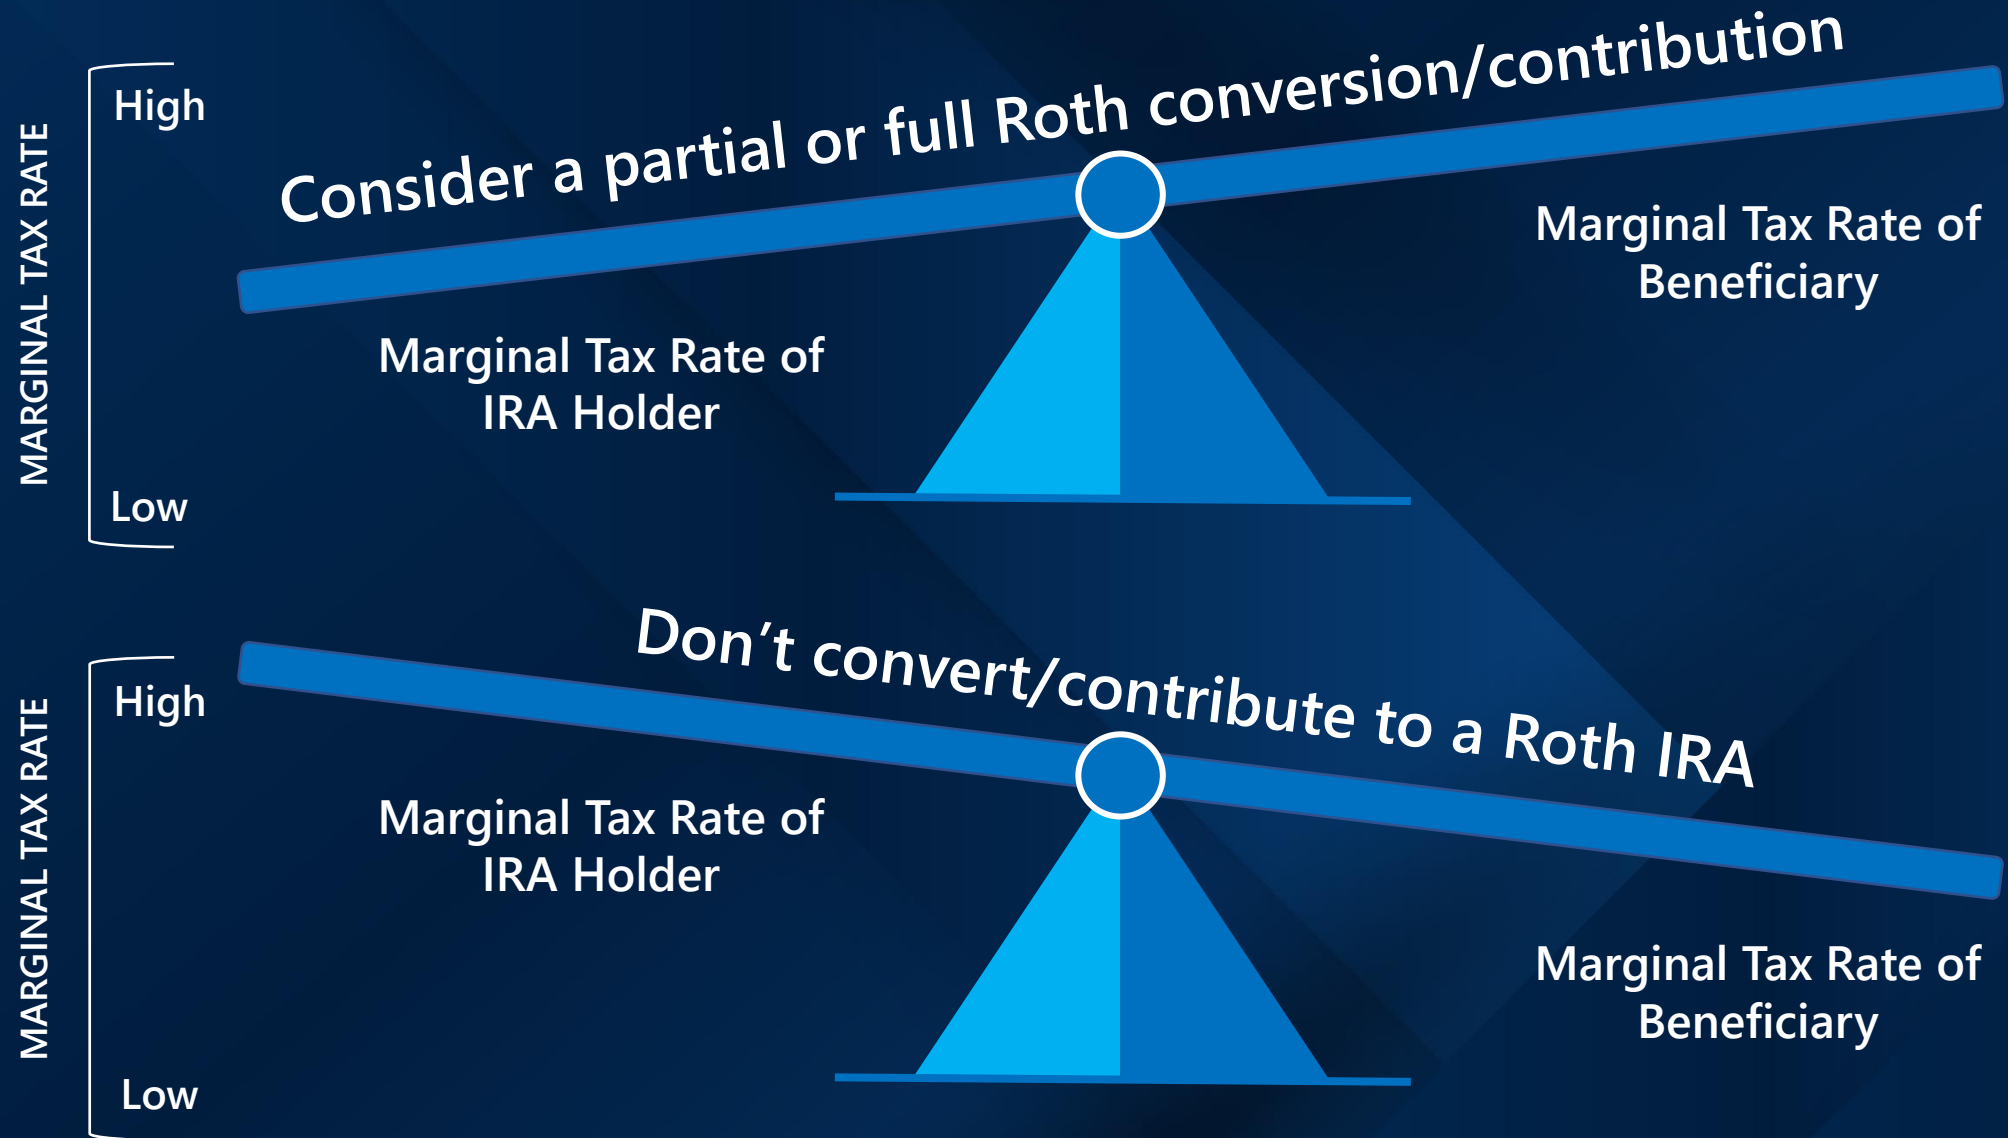 Consider a partial or full Roth conversion/contribution
MARGINAL TAX RATE
High
Low
Marginal Tax Rate of
IRA Holder
Marginal Tax Rate of
Beneficiary
Don’t convert/contribute to a Roth IRA
MARGINAL TAX RATE
High
Low
Marginal Tax Rate of
IRA Holder
Marginal Tax Rate of
Beneficiary